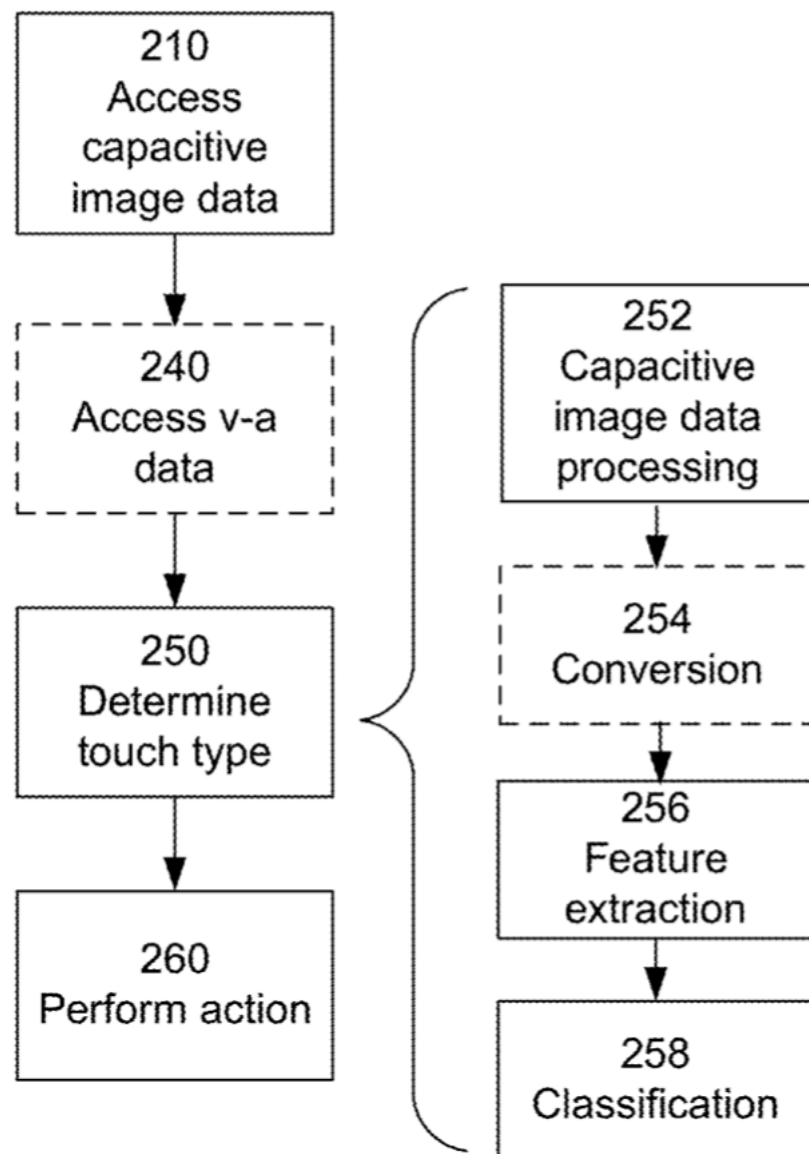 210
Access
capacitive
image data
240
Access v-a
data
250
Determine
touch type
260
Perform action
252
Capacitive
image data
processing
254
Conversion
256
Feature
extraction
258
Classification